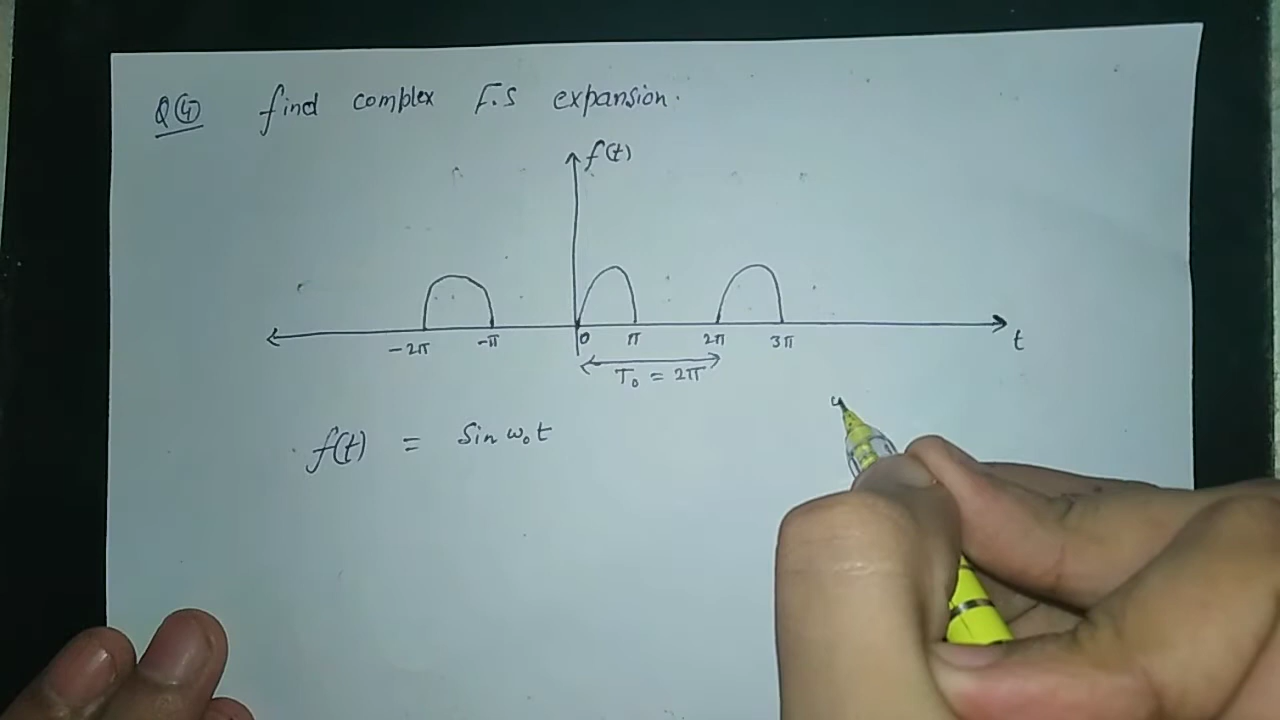 Q④ find complex F.S expansion.
f(t)
-2π -π 0 π 2π 3π
t
T₀ = 2π
f(t) = Sin ω₀t